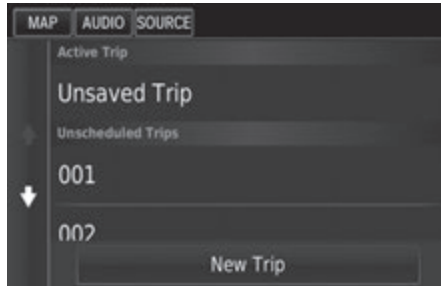 MAP AUDIO SOURCE
Active Trip
Unsaved Trip
Unscheduled Trips
001
002
New Trip